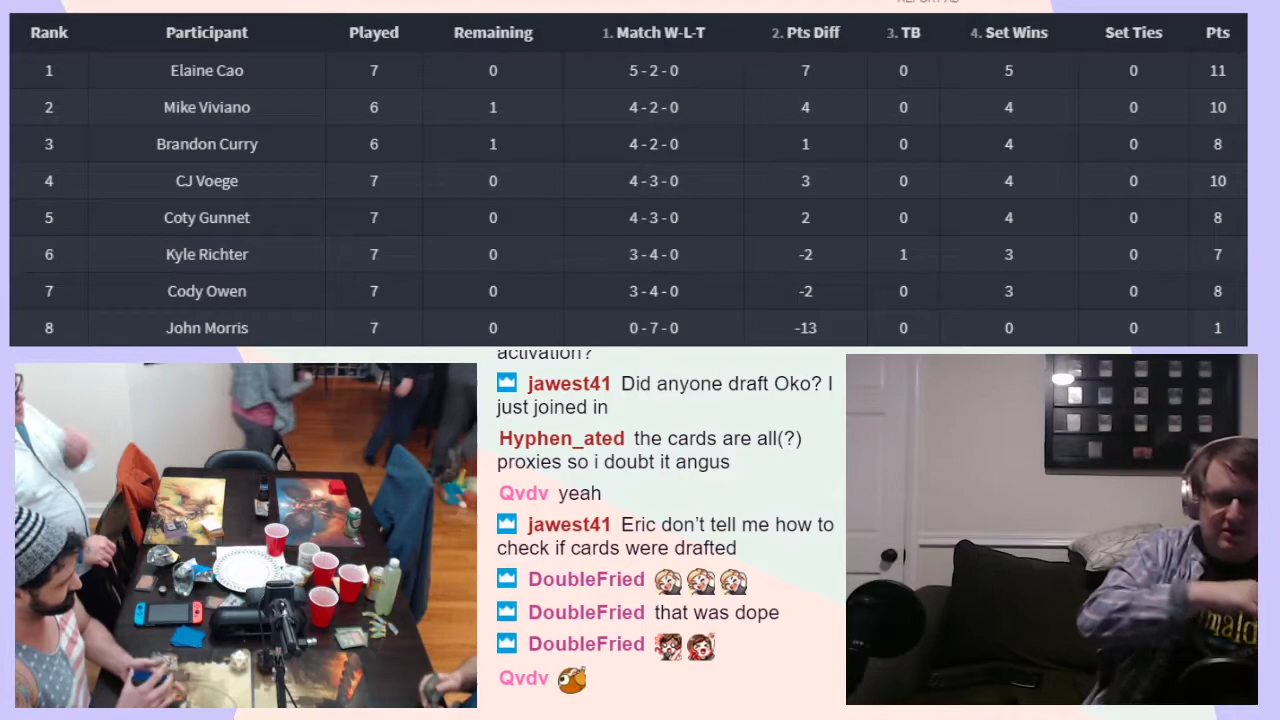 Rank Participant Played Remaining 1. Match W-L-T 2. Pts Diff 3. TB 4. Set Wins Set Ties Pts
1 Elaine Cao 7 0 5 - 2 - 0 7 0 5 0 11
2 Mike Viviano 6 1 4 - 2 - 0 4 0 4 0 10
3 Brandon Curry 6 1 4 - 2 - 0 1 0 4 0 8
4 CJ Voege 7 0 4 - 3 - 0 3 0 4 0 10
5 Coty Gunnet 7 0 4 - 3 - 0 2 0 4 0 8
6 Kyle Richter 7 0 3 - 4 - 0 -2 1 3 0 7
7 Cody Owen 7 0 3 - 4 - 0 -2 0 3 0 8
8 John Morris 7 0 0 - 7 - 0 -13 0 0 0 1
activation?
jawest41 Did anyone draft Oko? I
just joined in
Hyphen_ated the cards are all(?)
proxies so i doubt it angus
Qvdv yeah
jawest41 Eric don't tell me how to
check if cards were drafted
DoubleFried
DoubleFried that was dope
DoubleFried
Qvdv